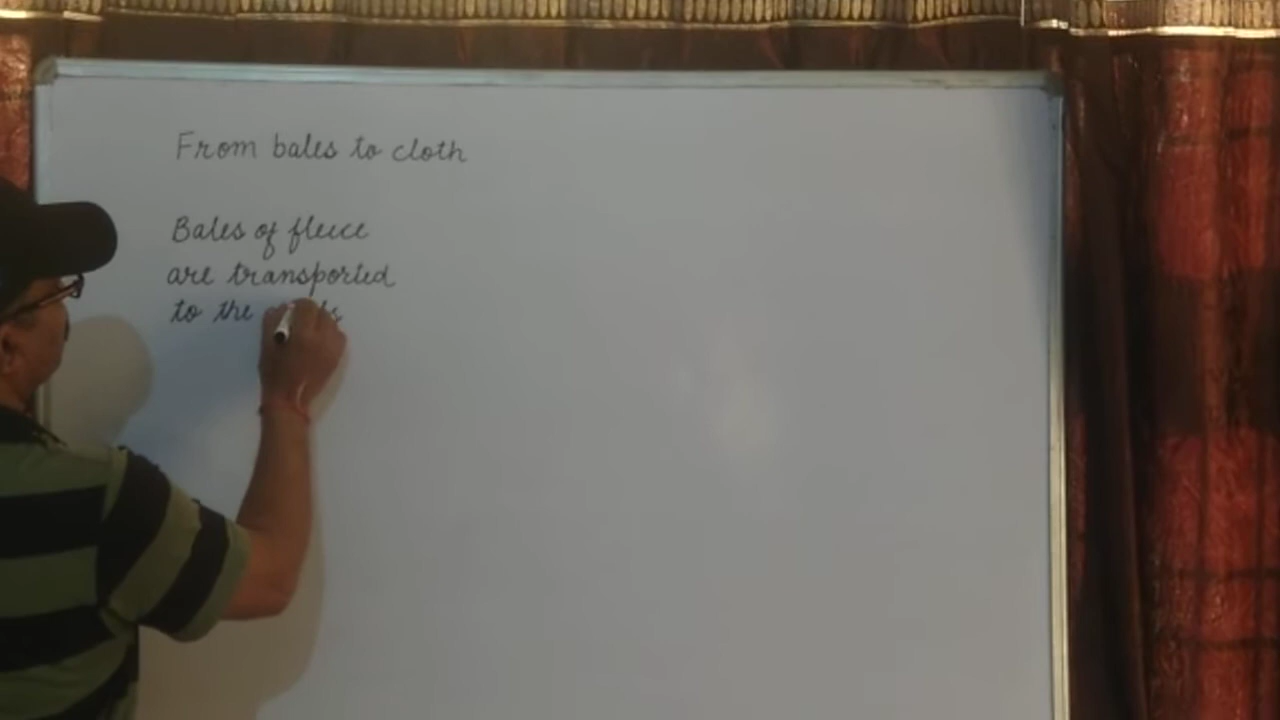 From bales to cloth
Bales of fleece
are transported
to the